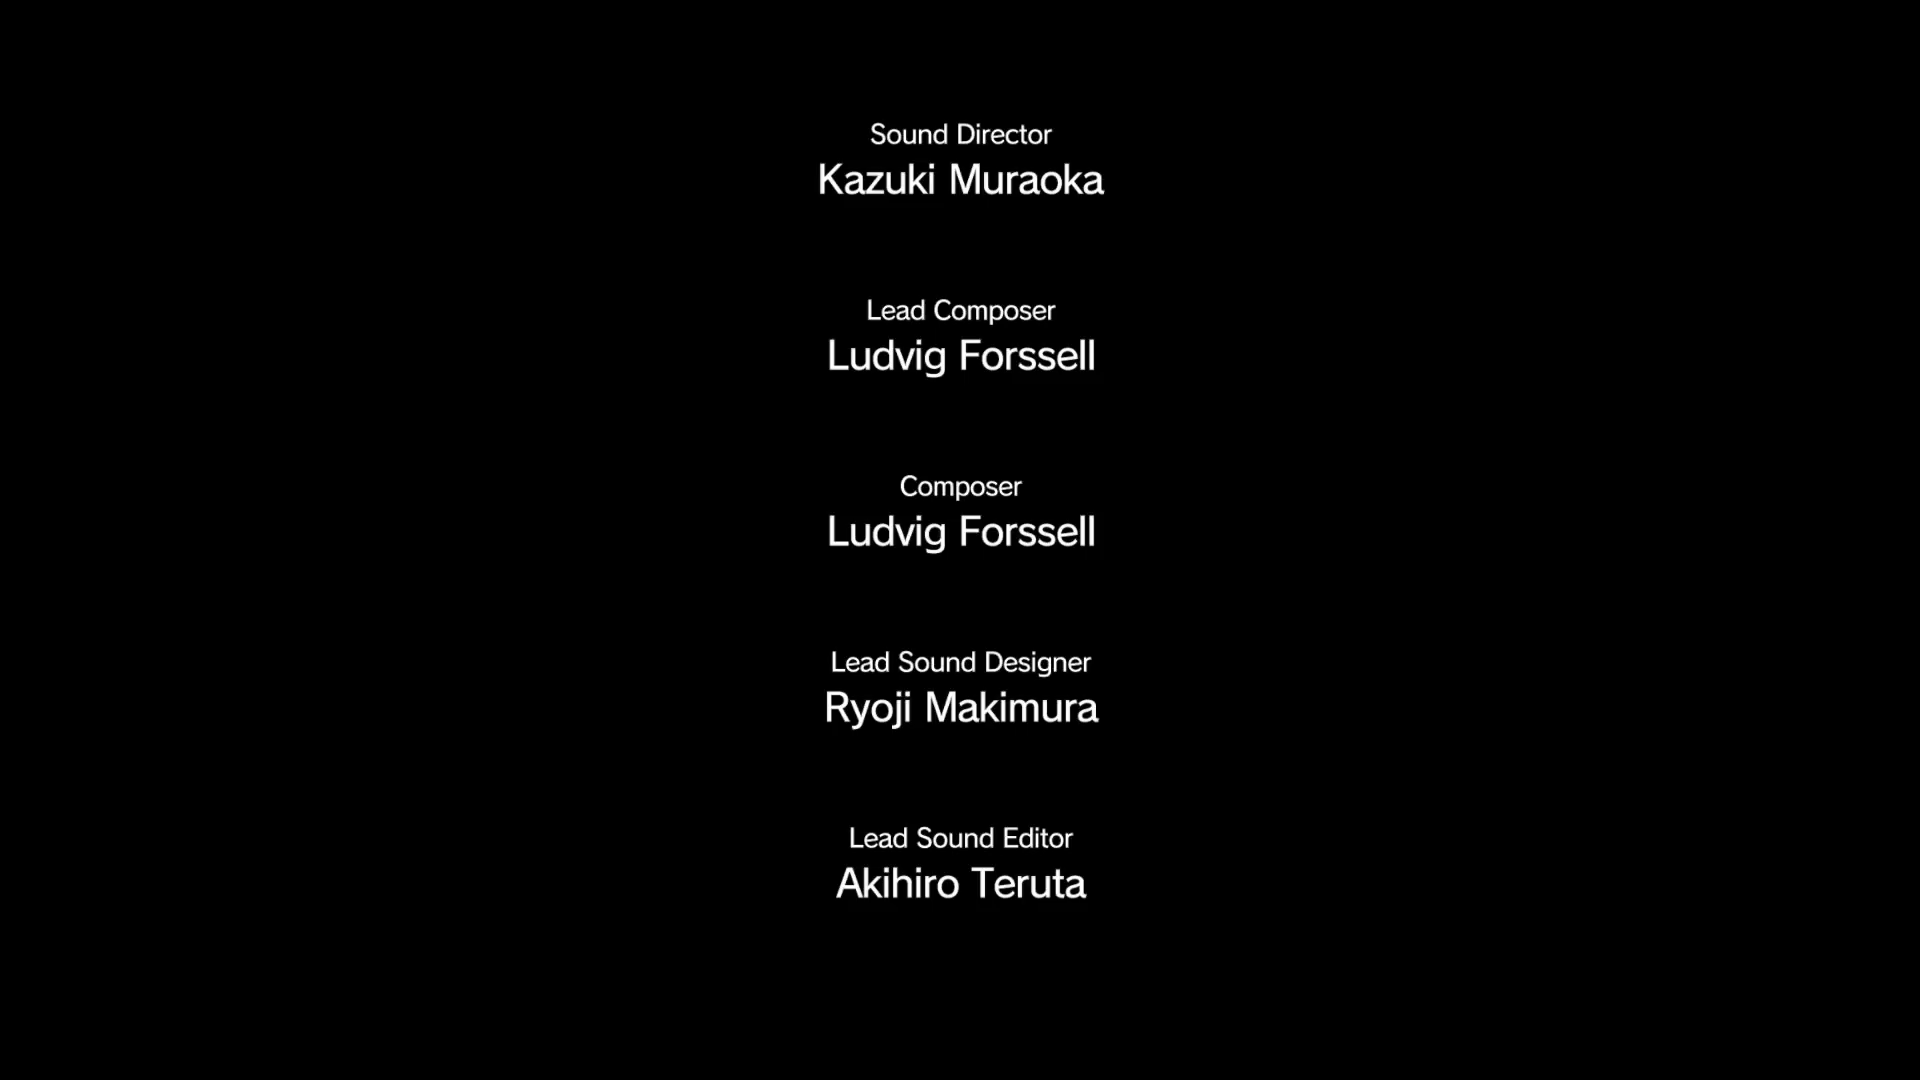 Sound Director
Kazuki Muraoka
Lead Composer
Ludvig Forssell
Composer
Ludvig Forssell
Lead Sound Designer
Ryoji Makimura
Lead Sound Editor
Akihiro Teruta